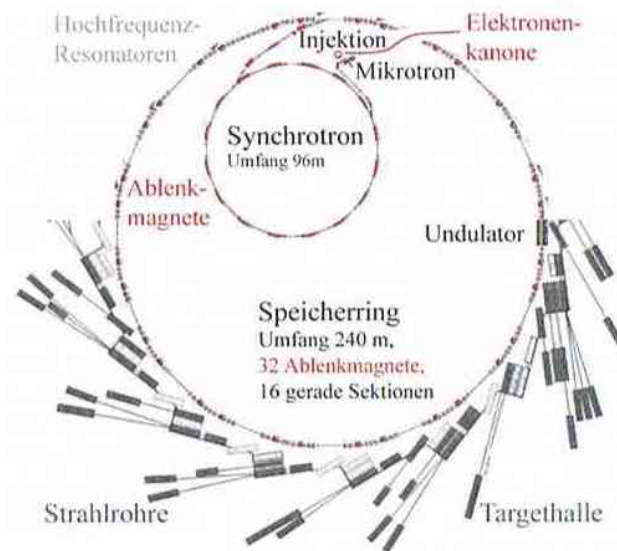 Hochfrequenz-
Resonatoren
Injektion
Elektronen-
kanone
Mikrotron
Synchrotron
Umfang 96m
Ablenk-
magnete
Undulator
Speicherring
Umfang 240 m,
32 Ablenkmagnete,
16 gerade Sektionen
Strahlrohre
Targethalle